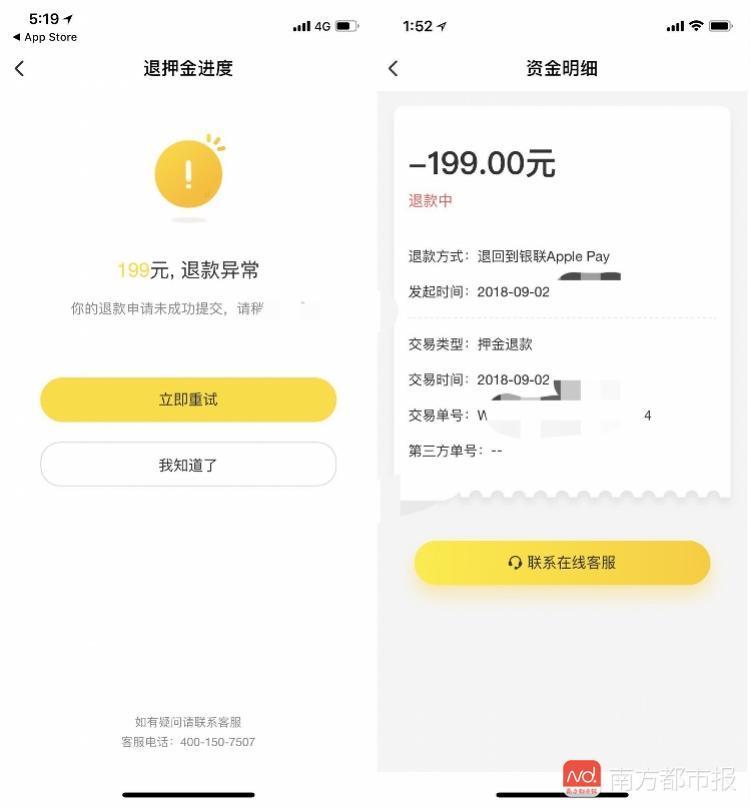 5:19
4G
App Store
退押金进度
199元, 退款异常
你的退款申请未成功提交，请稍
立即重试
我知道了
如有疑问请联系客服
客服电话：400-150-7507
1:52
资金明细
-199.00元
退款中
退款方式：退回到银联Apple Pay
发起时间：2018-09-02
交易类型：押金退款
交易时间：2018-09-02
交易单号：W 4
第三方单号：--
联系在线客服
Nd.
南方都市报
南方都市报